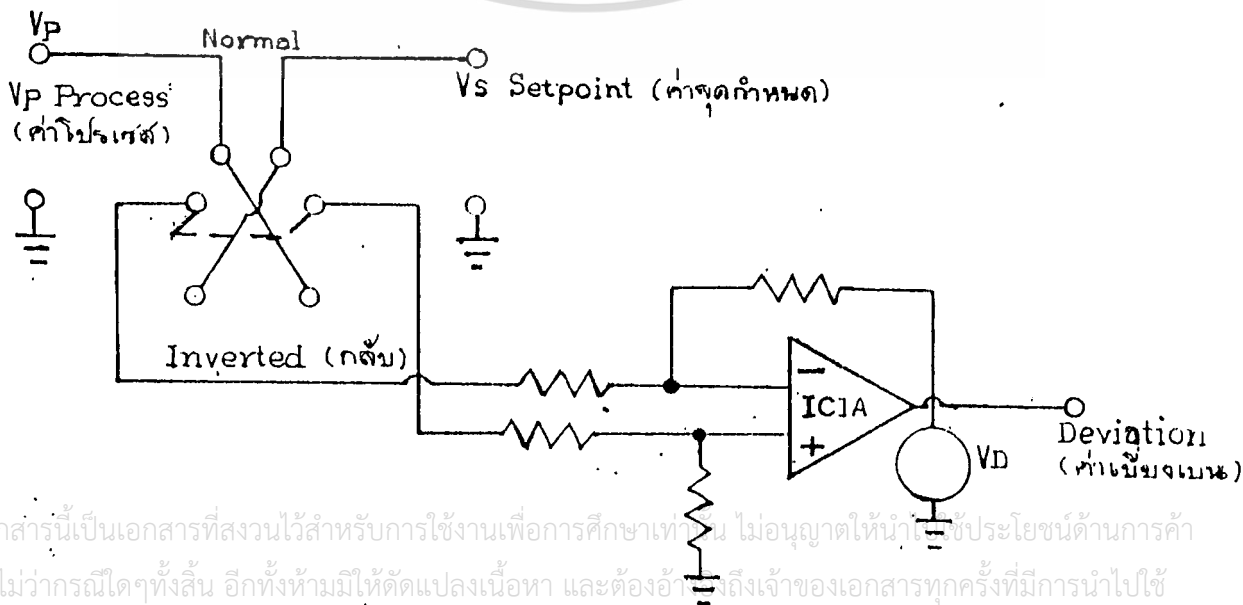 Vp
Normal
Vp Process
(ค่าโปรเซส)
Vs Setpoint (ค่าจุดกำหนด)
Inverted (กลับ)
−
IC1A
+
VD
Deviation
(ค่าเบี่ยงเบน)
กสารนี้เป็นเอกสารที่สงวนไว้สำหรับการใช้งานเพื่อการศึกษาเท่านั้น ไม่อนุญาตให้นำไปใช้ประโยชน์ด้านการค้า
ไม่ว่ากรณีใดๆทั้งสิ้น อีกทั้งห้ามมิให้ดัดแปลงเนื้อหา และต้องอ้างอิงถึงเจ้าของเอกสารทุกครั้งที่มีการนำไปใช้